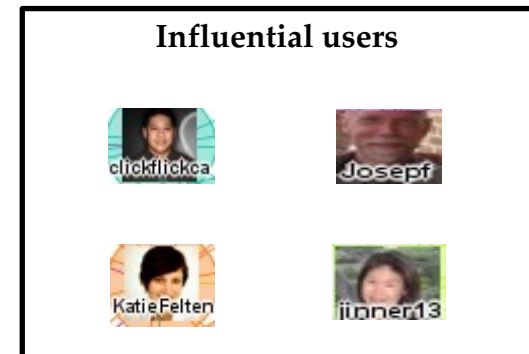 Influential users
clickflickca
Josepf
KatieFelten
jinner13